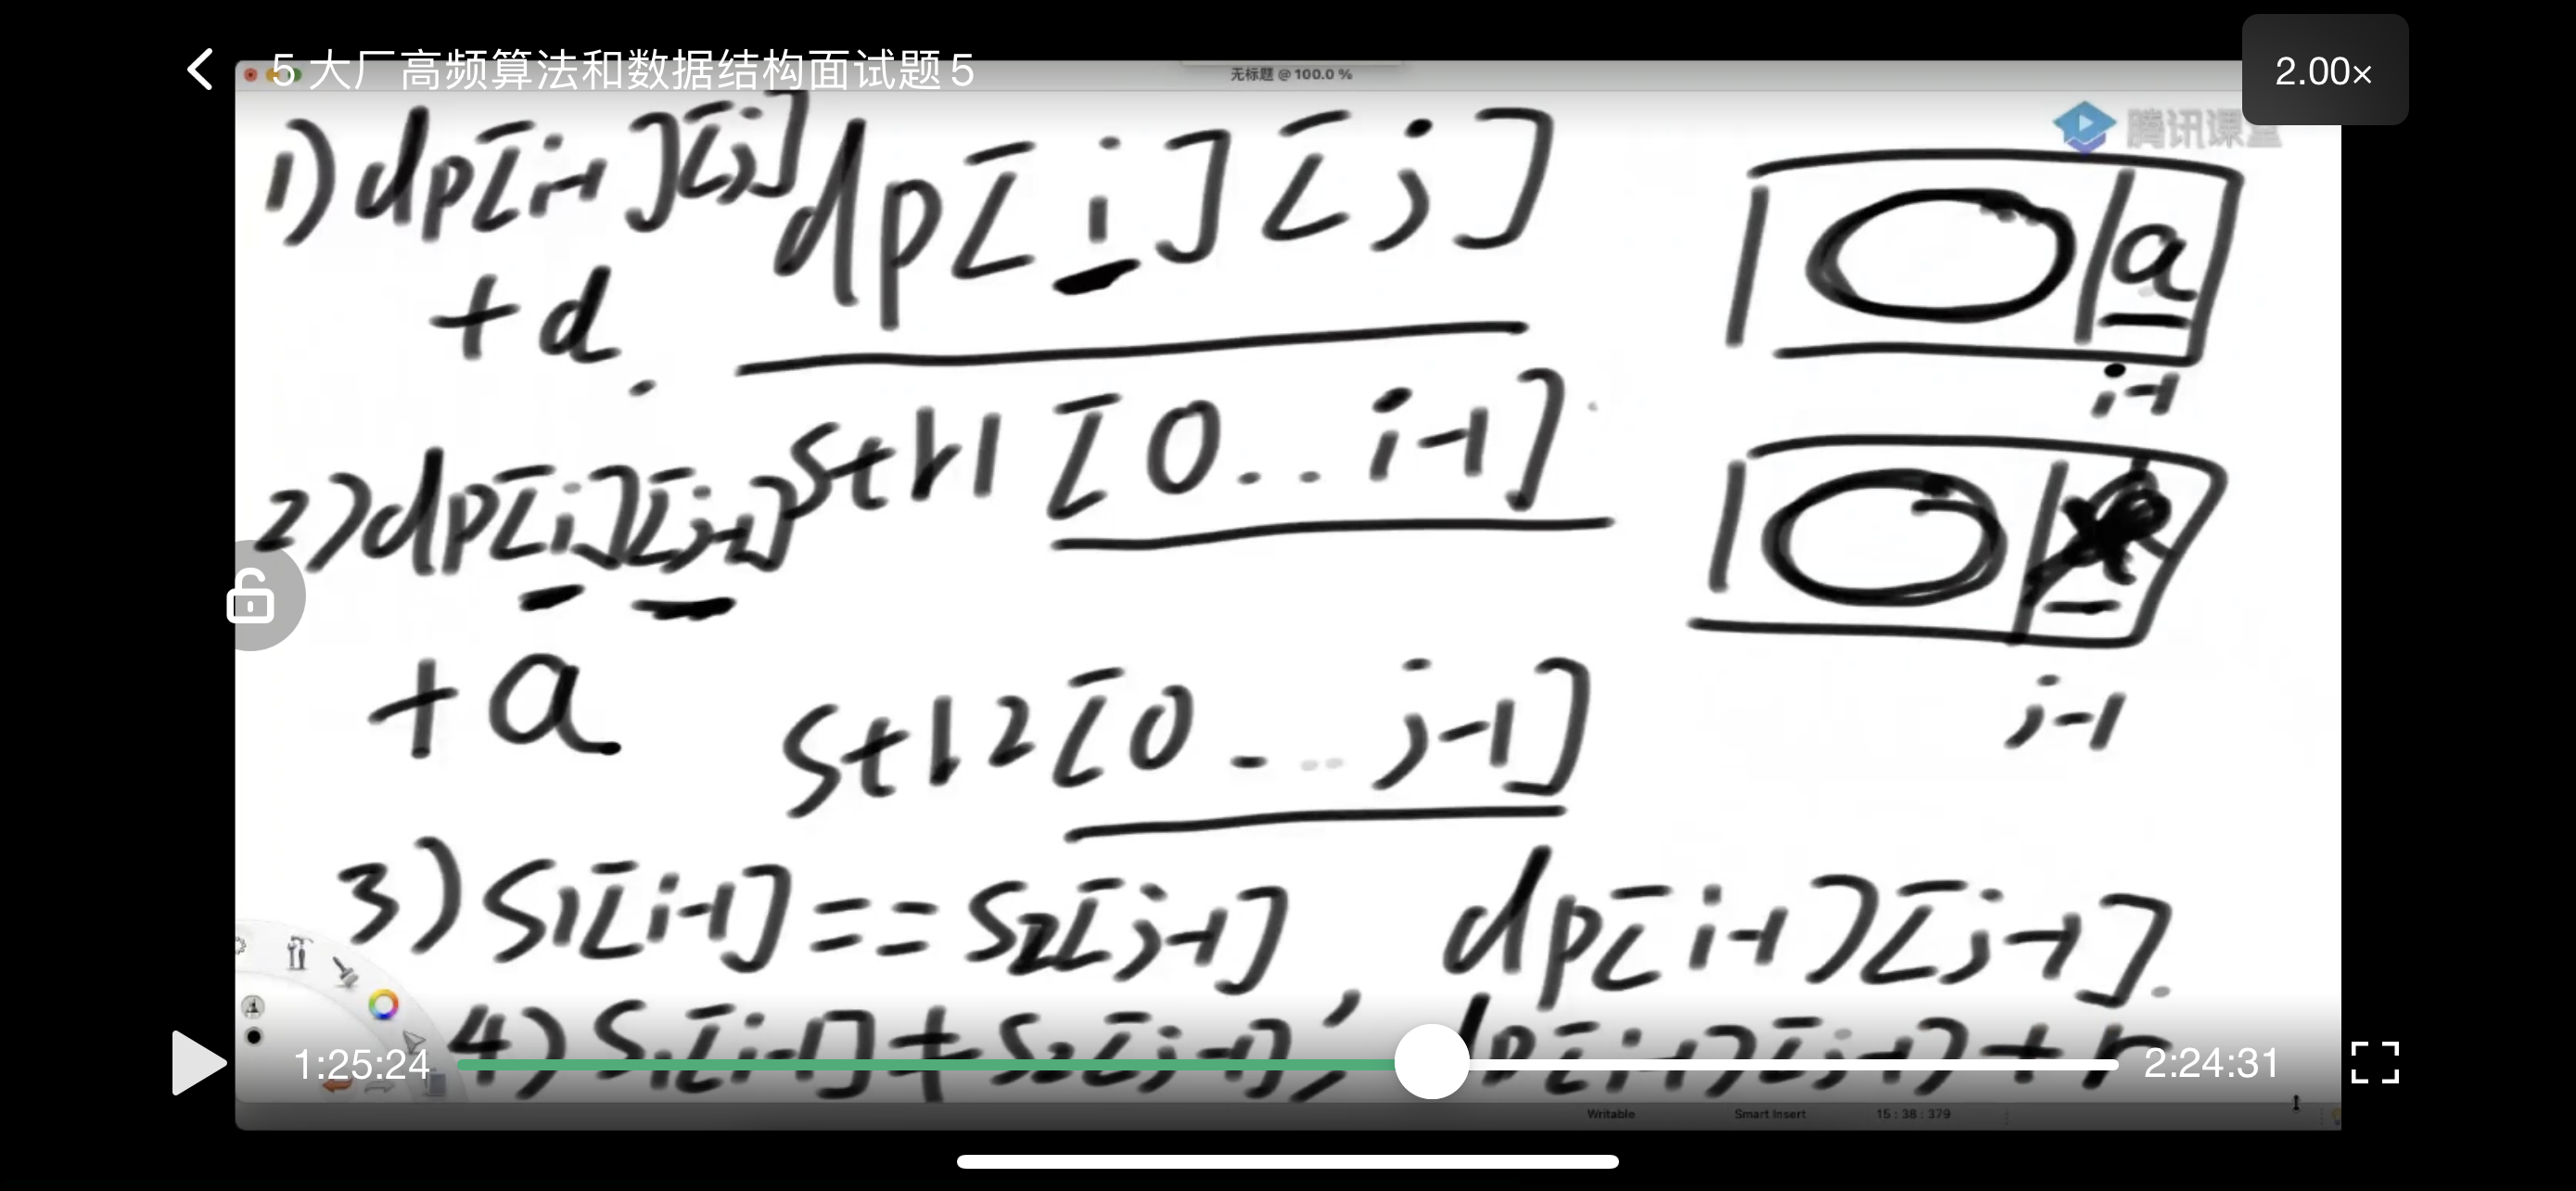 5 大厂高频算法和数据结构面试题5
2.00×
无标题 @ 100.0 %
腾讯课堂
1) dp[i-1][j]
+d
dp[i][j]
a
i-1
str1[0.. i-1]
2) dp[i][j-1]
+a
j-1
str2[0 ... j-1]
3) S1[i-1] == S2[j-1] dp[i-1][j-1]
4) S1[i-1] ≠ S2[j-1], dp[i-1][j-1]+r
1:25:24
2:24:31
Writable Smart Insert 15 : 38 : 379